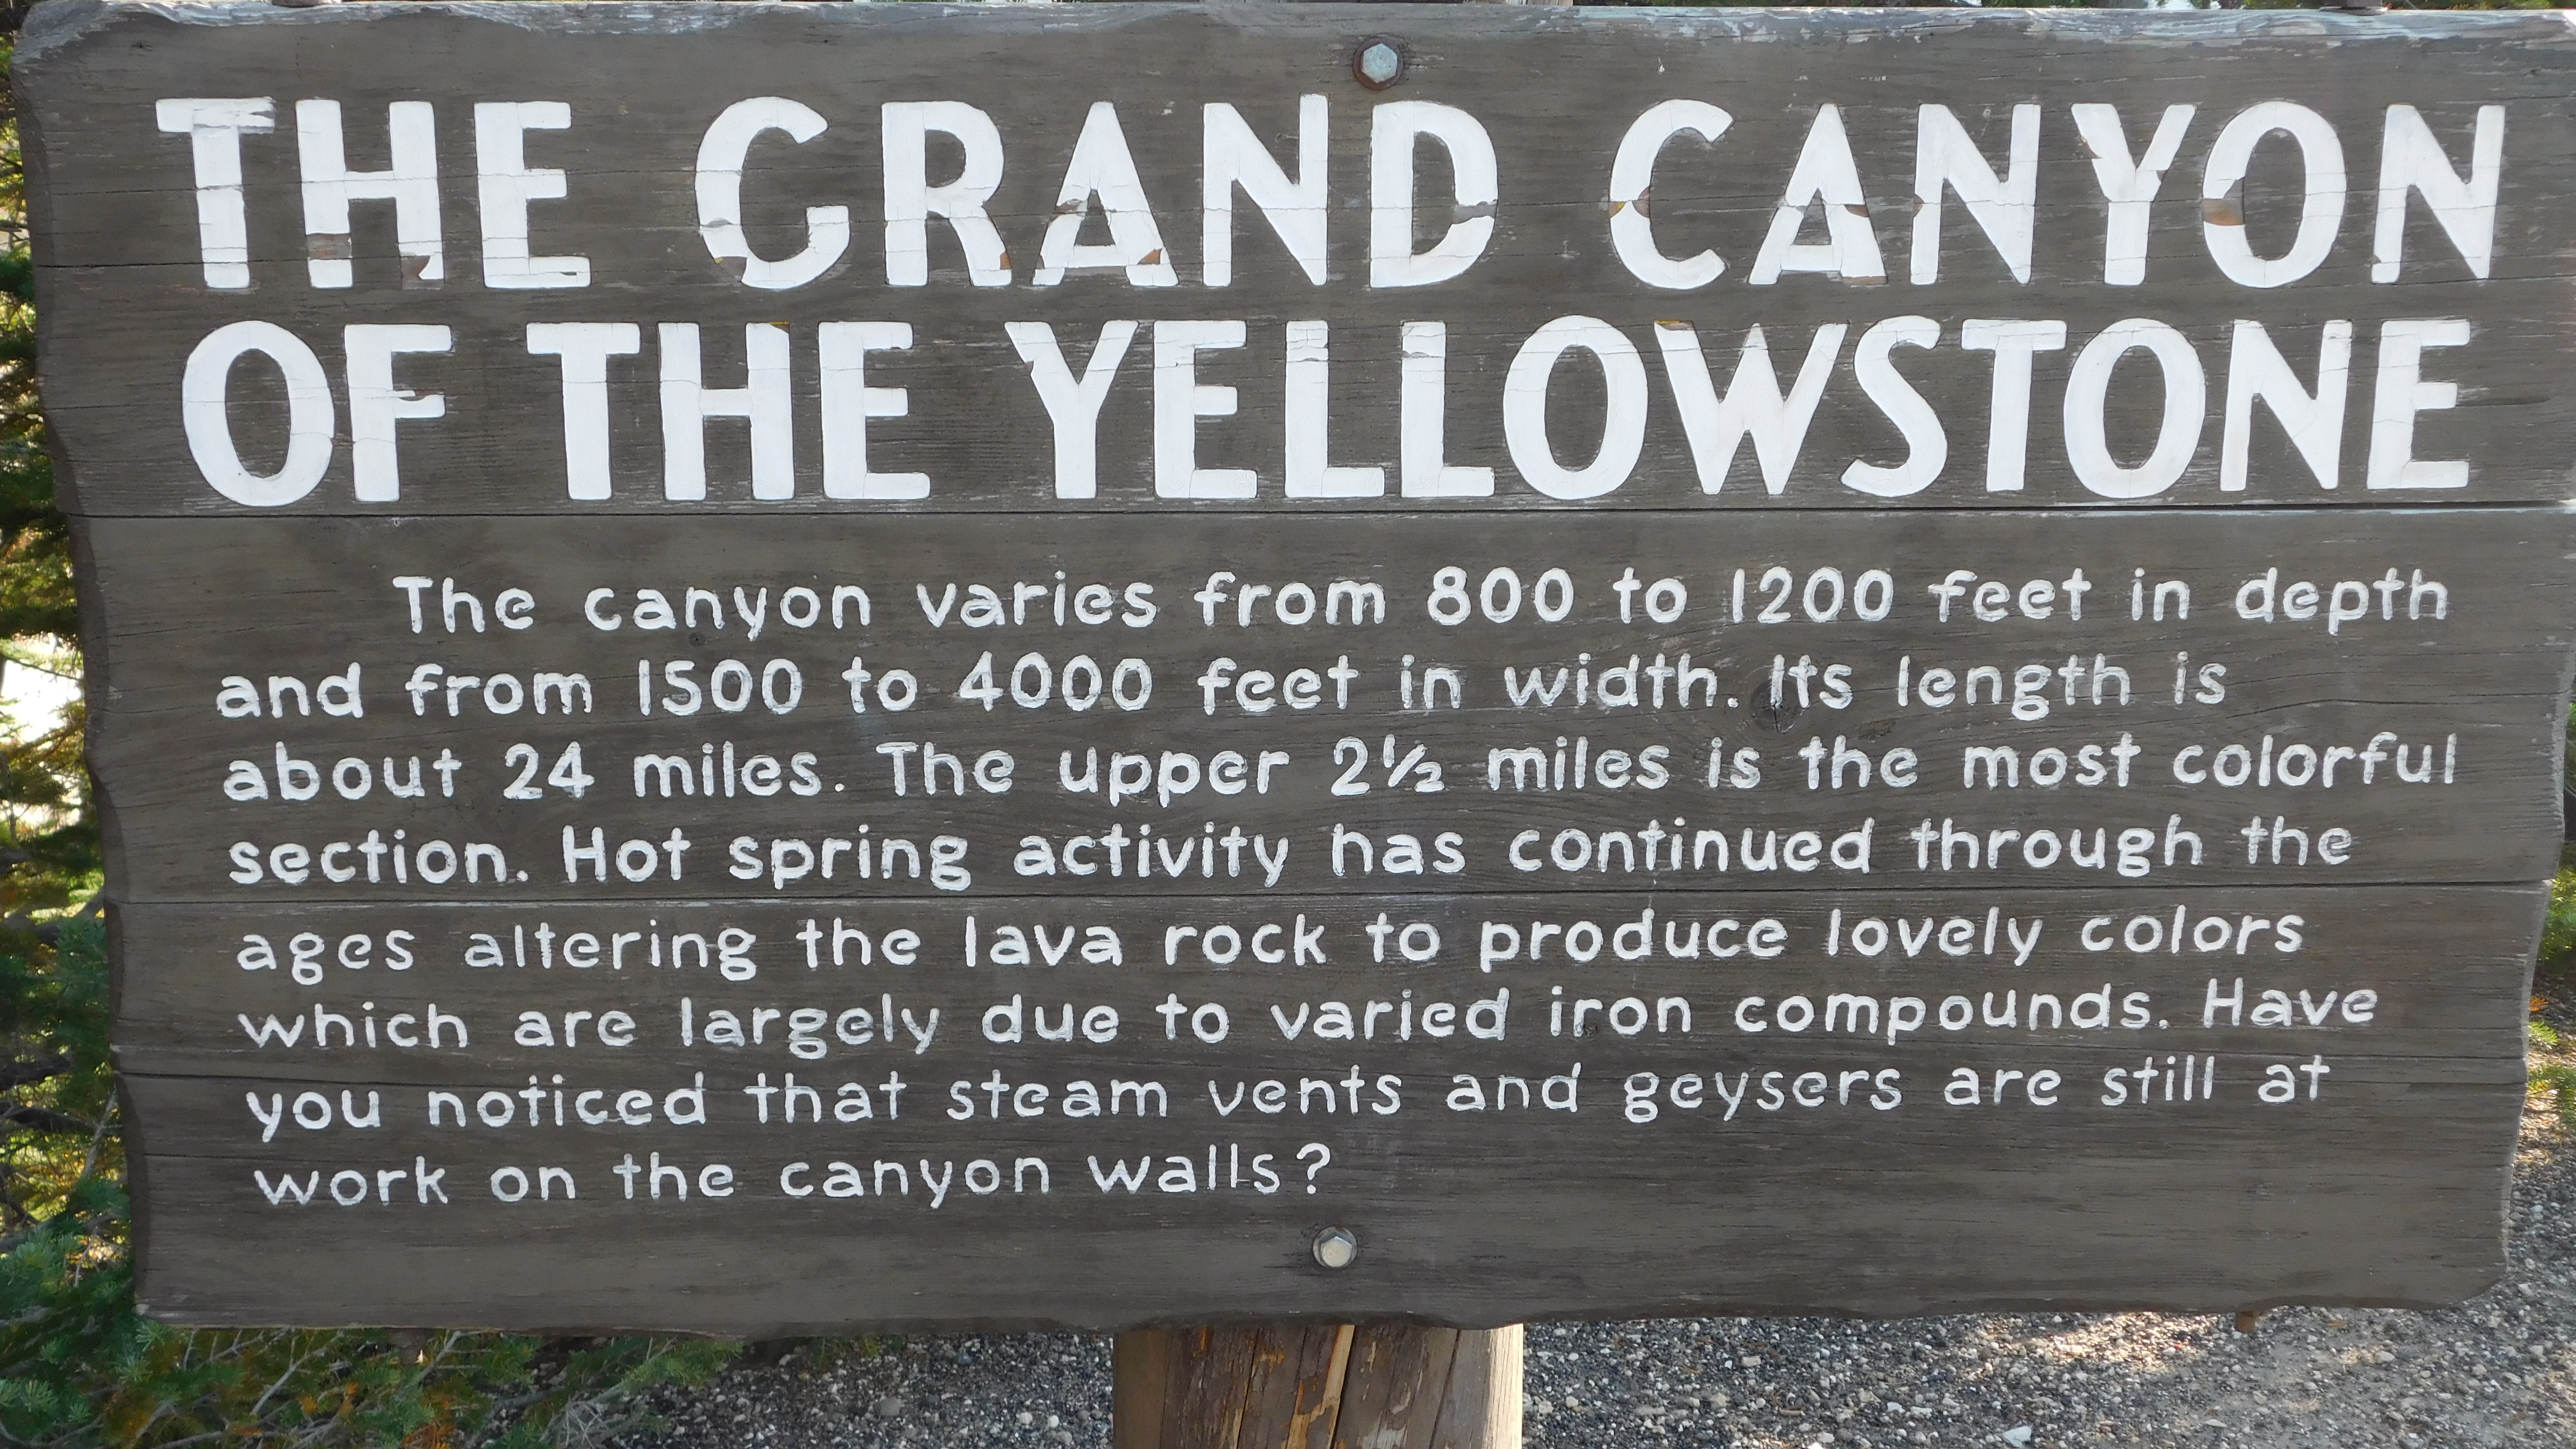 THE GRAND CANYON
OF THE YELLOWSTONE
The canyon varies from 800 to 1200 feet in depth
and from 1500 to 4000 feet in width. Its length is
about 24 miles. The upper 2½ miles is the most colorful
section. Hot spring activity has continued through the
ages altering the lava rock to produce lovely colors
which are largely due to varied iron compounds. Have
you noticed that steam vents and geysers are still at
work on the canyon walls?